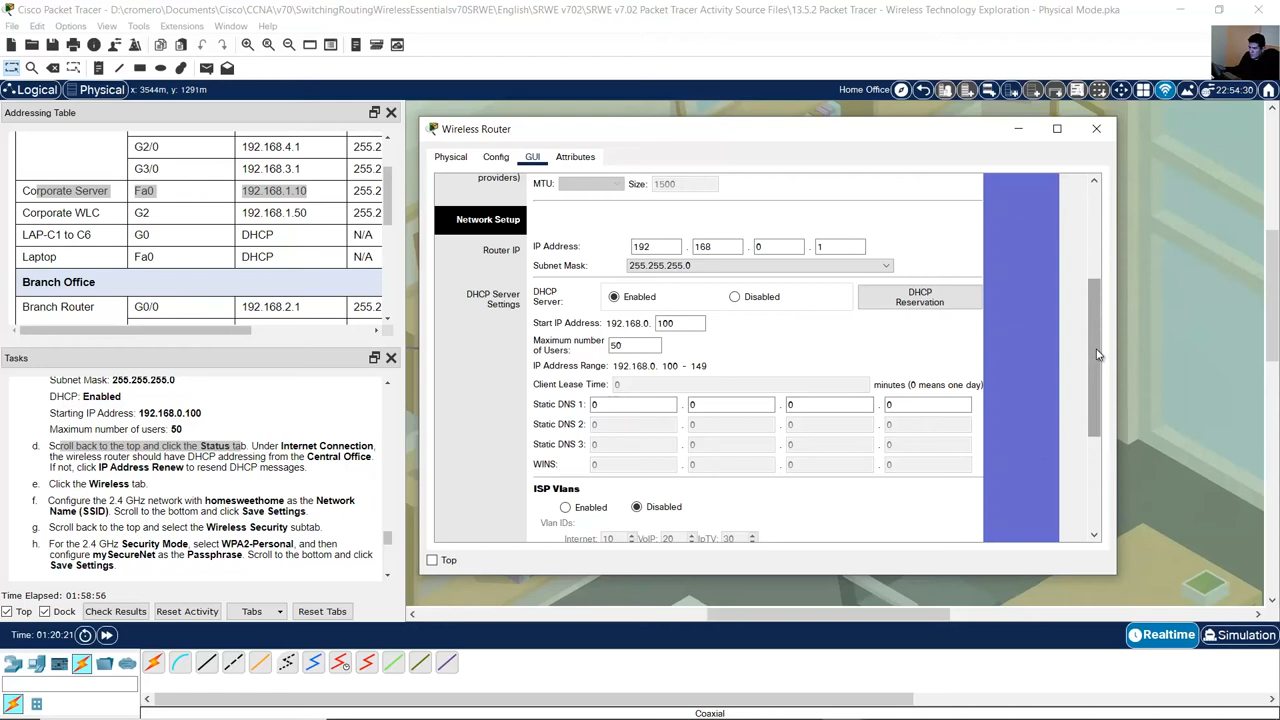 Cisco Packet Tracer - D:\cromero\Documents\Cisco\CCNA\v70\SwitchingRoutingWirelessEssentialsv70SRWE\English\SRWE v702\SRWE v7.02 Packet Tracer Activity Source Files\13.5.2 Packet Tracer - Wireless Technology Exploration - Physical Mode.pka
File Edit Options View Tools Extensions Window Help
Logical Physical x: 3544m, y: 1291m Home Office 22:54:30
Addressing Table
G2/0 192.168.4.1 255.2
G3/0 192.168.3.1 255.2
Corporate Server Fa0 192.168.1.10 255.2
Corporate WLC G2 192.168.1.50 255.2
LAP-C1 to C6 G0 DHCP N/A
Laptop Fa0 DHCP N/A
Branch Office
Branch Router G0/0 192.168.2.1 255.2
Tasks
Subnet Mask: 255.255.255.0
DHCP: Enabled
Starting IP Address: 192.168.0.100
Maximum number of users: 50
d. Scroll back to the top and click the Status tab. Under Internet Connection,
the wireless router should have DHCP addressing from the Central Office.
If not, click IP Address Renew to resend DHCP messages.
e. Click the Wireless tab.
f. Configure the 2.4 GHz network with homesweethome as the Network
Name (SSID). Scroll to the bottom and click Save Settings.
g. Scroll back to the top and select the Wireless Security subtab.
h. For the 2.4 GHz Security Mode, select WPA2-Personal, and then
configure mySecureNet as the Passphrase. Scroll to the bottom and click
Save Settings.
Time Elapsed: 01:58:56
Top Dock Check Results Reset Activity Tabs Reset Tabs
Wireless Router
Physical Config GUI Attributes
providers)
MTU: Size: 1500
Network Setup
Router IP
IP Address: 192 . 168 . 0 . 1
Subnet Mask: 255.255.255.0
DHCP Server
Settings
DHCP
Server:
Enabled Disabled
DHCP
Reservation
Start IP Address: 192.168.0. 100
Maximum number
of Users: 50
IP Address Range: 192.168.0. 100 - 149
Client Lease Time: 0 minutes (0 means one day)
Static DNS 1: 0 . 0 . 0 . 0
Static DNS 2: 0 . 0 . 0 . 0
Static DNS 3: 0 . 0 . 0 . 0
WINS: 0 . 0 . 0 . 0
ISP Vlans
Enabled Disabled
Vlan IDs:
Internet: 10 VoIP: 20 IpTV: 30
Top
Time: 01:20:21
Realtime Simulation
Coaxial